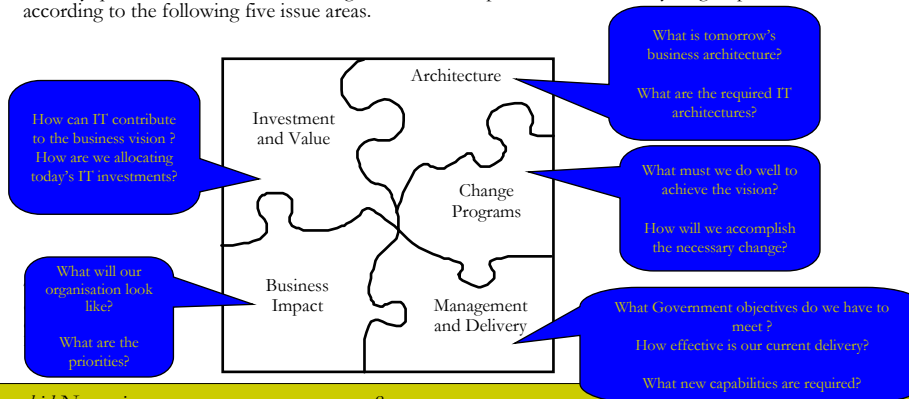 according to the following five issue areas.
What is tomorrow's
business architecture?
What are the required IT
architectures?
Architecture
Investment
and Value
How can IT contribute
to the business vision ?
How are we allocating
today's IT investments?
What must we do well to
achieve the vision?
How will we accomplish
the necessary change?
Change
Programs
What will our
organisation look
like?
What are the
priorities?
Business
Impact
Management
and Delivery
What Government objectives do we have to
meet ?
How effective is our current delivery?
What new capabilities are required?